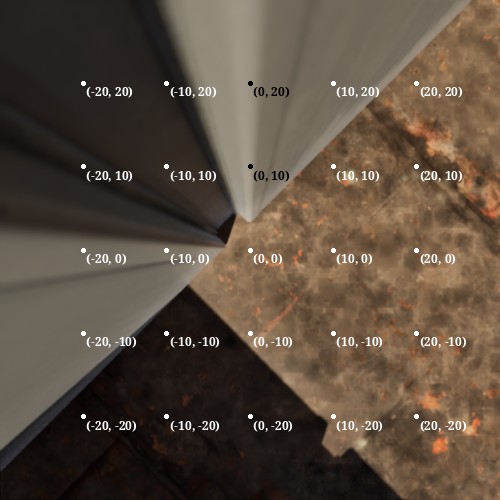 (-20, 20) (-10, 20) (0, 20) (10, 20) (20, 20)
(-20, 10) (-10, 10) (0, 10) (10, 10) (20, 10)
(-20, 0) (-10, 0) (0, 0) (10, 0) (20, 0)
(-20, -10) (-10, -10) (0, -10) (10, -10) (20, -10)
(-20, -20) (-10, -20) (0, -20) (10, -20) (20, -20)